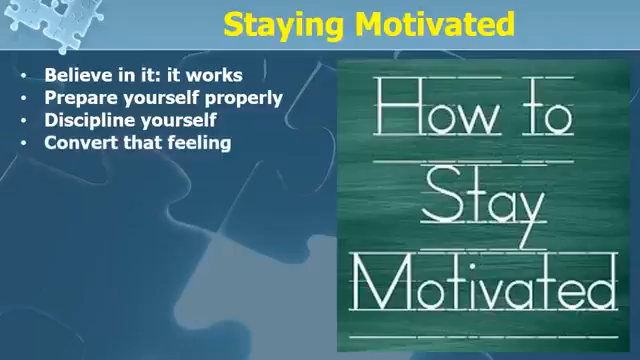 Staying Motivated
• Believe in it: it works
• Prepare yourself properly
• Discipline yourself
• Convert that feeling
How to
Stay
Motivated